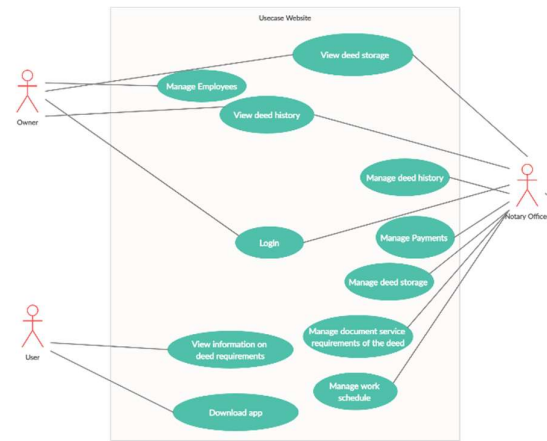 Usecase Website
View deed storage
Manage Employees
View deed history
Owner
Manage deed history
Notary Office
Manage Payments
Login
Manage deed storage
Manage document service
requirements of the deed
View information on
deed requirements
User
Manage work
schedule
Download app